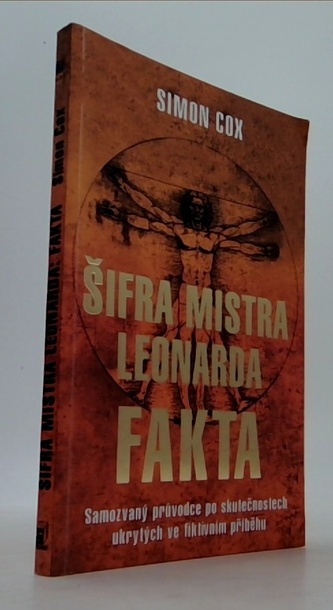 SIMON COX
ŠIFRA MISTRA
LEONARDA
FAKTA
Samozvaný průvodce po skutečnostech
ukrytých ve fiktivním příběhu
ŠIFRA MISTRA LEONARDA FAKTA SIMON COX